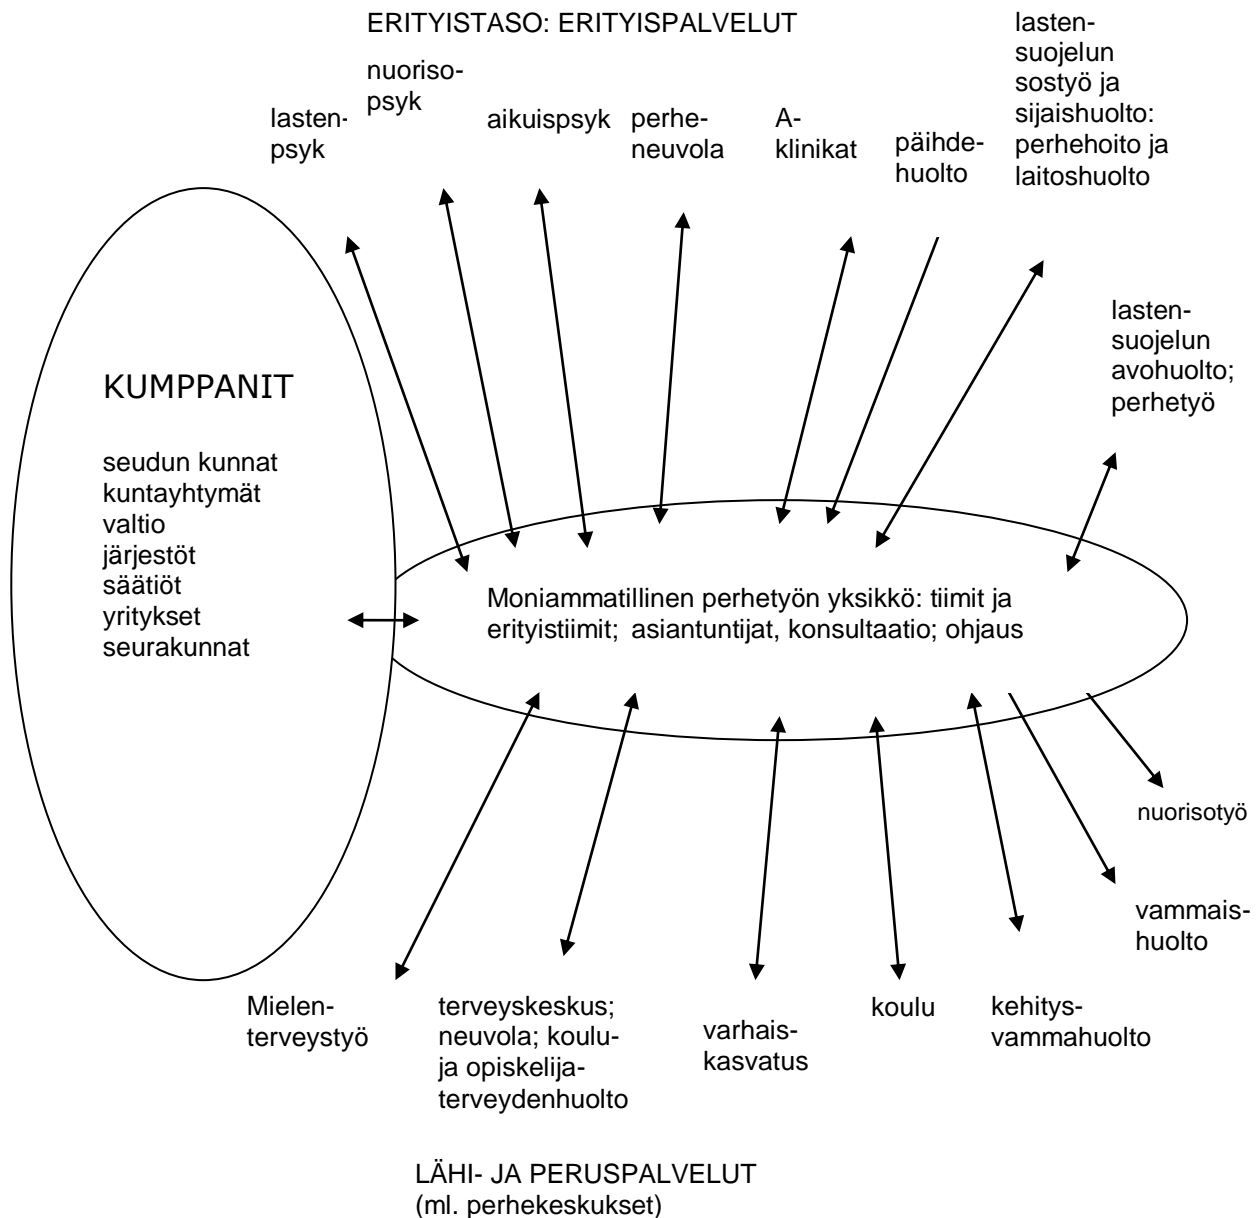 ERITYISTASO: ERITYISPALVELUT
lasten-
psyk
nuoriso-
psyk
aikuispsyk
perhe-
neuvola
A-
klinikat
päihde-
huolto
lasten-
suojelun
sostyö ja
sijaishuolto:
perhehoito ja
laitoshuolto
lasten-
suojelun
avohuolto;
perhetyö
KUMPPANIT
seudun kunnat
kuntayhtymät
valtio
järjestöt
säätiöt
yritykset
seurakunnat
Moniammatillinen perhetyön yksikkö: tiimit ja
erityistiimit; asiantuntijat, konsultaatio; ohjaus
nuorisotyö
vammais-
huolto
Mielen-
terveystyö
terveyskeskus;
neuvola; koulu-
ja opiskelija-
terveydenhuolto
varhais-
kasvatus
koulu
kehitys-
vammahuolto
LÄHI- JA PERUSPALVELUT
(ml. perhekeskukset)